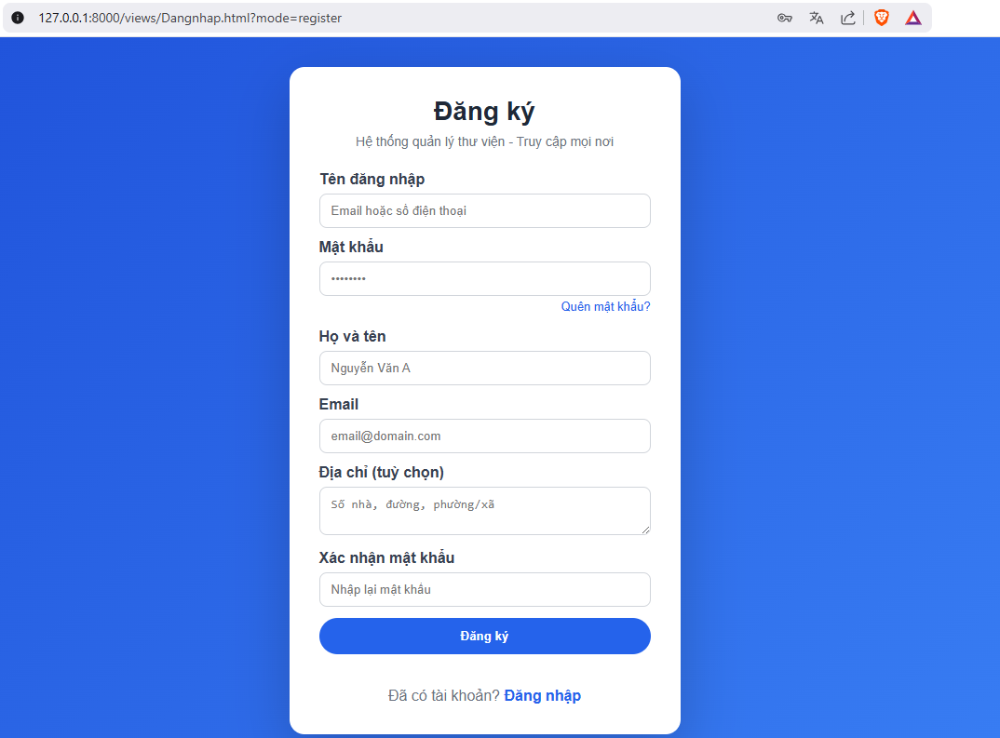 127.0.0.1:8000/views/Dangnhap.html?mode=register
Đăng ký
Hệ thống quản lý thư viện - Truy cập mọi nơi
Tên đăng nhập
Email hoặc số điện thoại
Mật khẩu
••••••••
Quên mật khẩu?
Họ và tên
Nguyễn Văn A
Email
email@domain.com
Địa chỉ (tuỳ chọn)
Số nhà, đường, phường/xã
Xác nhận mật khẩu
Nhập lại mật khẩu
Đăng ký
Đã có tài khoản? Đăng nhập